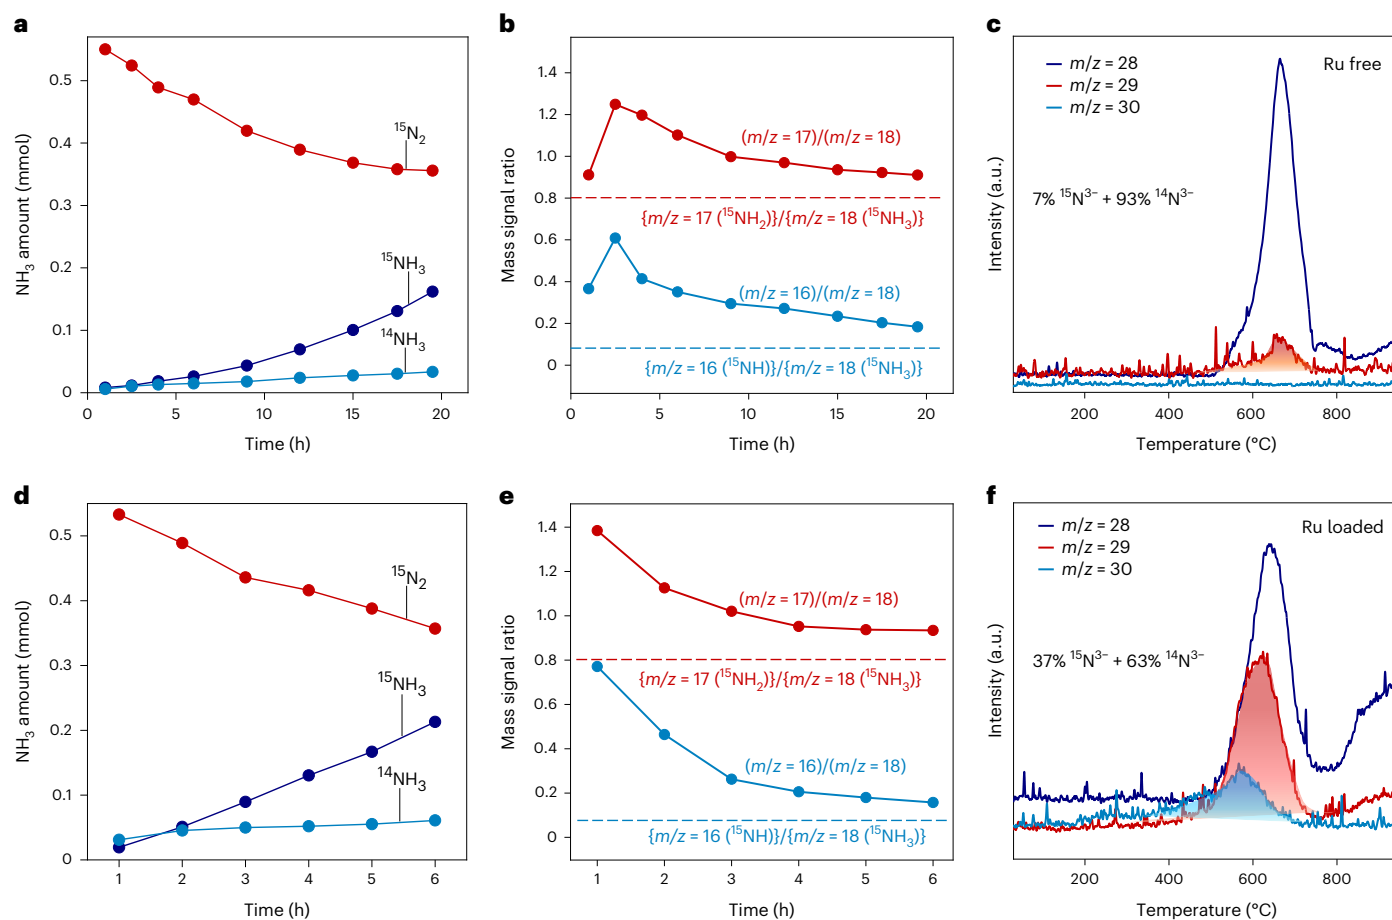 a
NH₃ amount (mmol)
0.5
0.4
0.3
0.2
0.1
0
¹⁵N₂
¹⁵NH₃
¹⁴NH₃
0 5 10 15 20
Time (h)
b
Mass signal ratio
1.4
1.2
1.0
0.8
0.6
0.4
0.2
0
(m/z = 17)/(m/z = 18)
{m/z = 17 (¹⁵NH₂)}/{m/z = 18 (¹⁵NH₃)}
(m/z = 16)/(m/z = 18)
{m/z = 16 (¹⁵NH)}/{m/z = 18 (¹⁵NH₃)}
0 5 10 15 20
Time (h)
c
Intensity (a.u.)
m/z = 28
m/z = 29
m/z = 30
Ru free
7% ¹⁵N³⁻ + 93% ¹⁴N³⁻
200 400 600 800
Temperature (°C)
d
NH₃ amount (mmol)
0.5
0.4
0.3
0.2
0.1
0
¹⁵N₂
¹⁵NH₃
¹⁴NH₃
1 2 3 4 5 6
Time (h)
e
Mass signal ratio
1.4
1.2
1.0
0.8
0.6
0.4
0.2
0
(m/z = 17)/(m/z = 18)
{m/z = 17 (¹⁵NH₂)}/{m/z = 18 (¹⁵NH₃)}
(m/z = 16)/(m/z = 18)
{m/z = 16 (¹⁵NH)}/{m/z = 18 (¹⁵NH₃)}
1 2 3 4 5 6
Time (h)
f
Intensity (a.u.)
m/z = 28
m/z = 29
m/z = 30
Ru loaded
37% ¹⁵N³⁻ + 63% ¹⁴N³⁻
200 400 600 800
Temperature (°C)